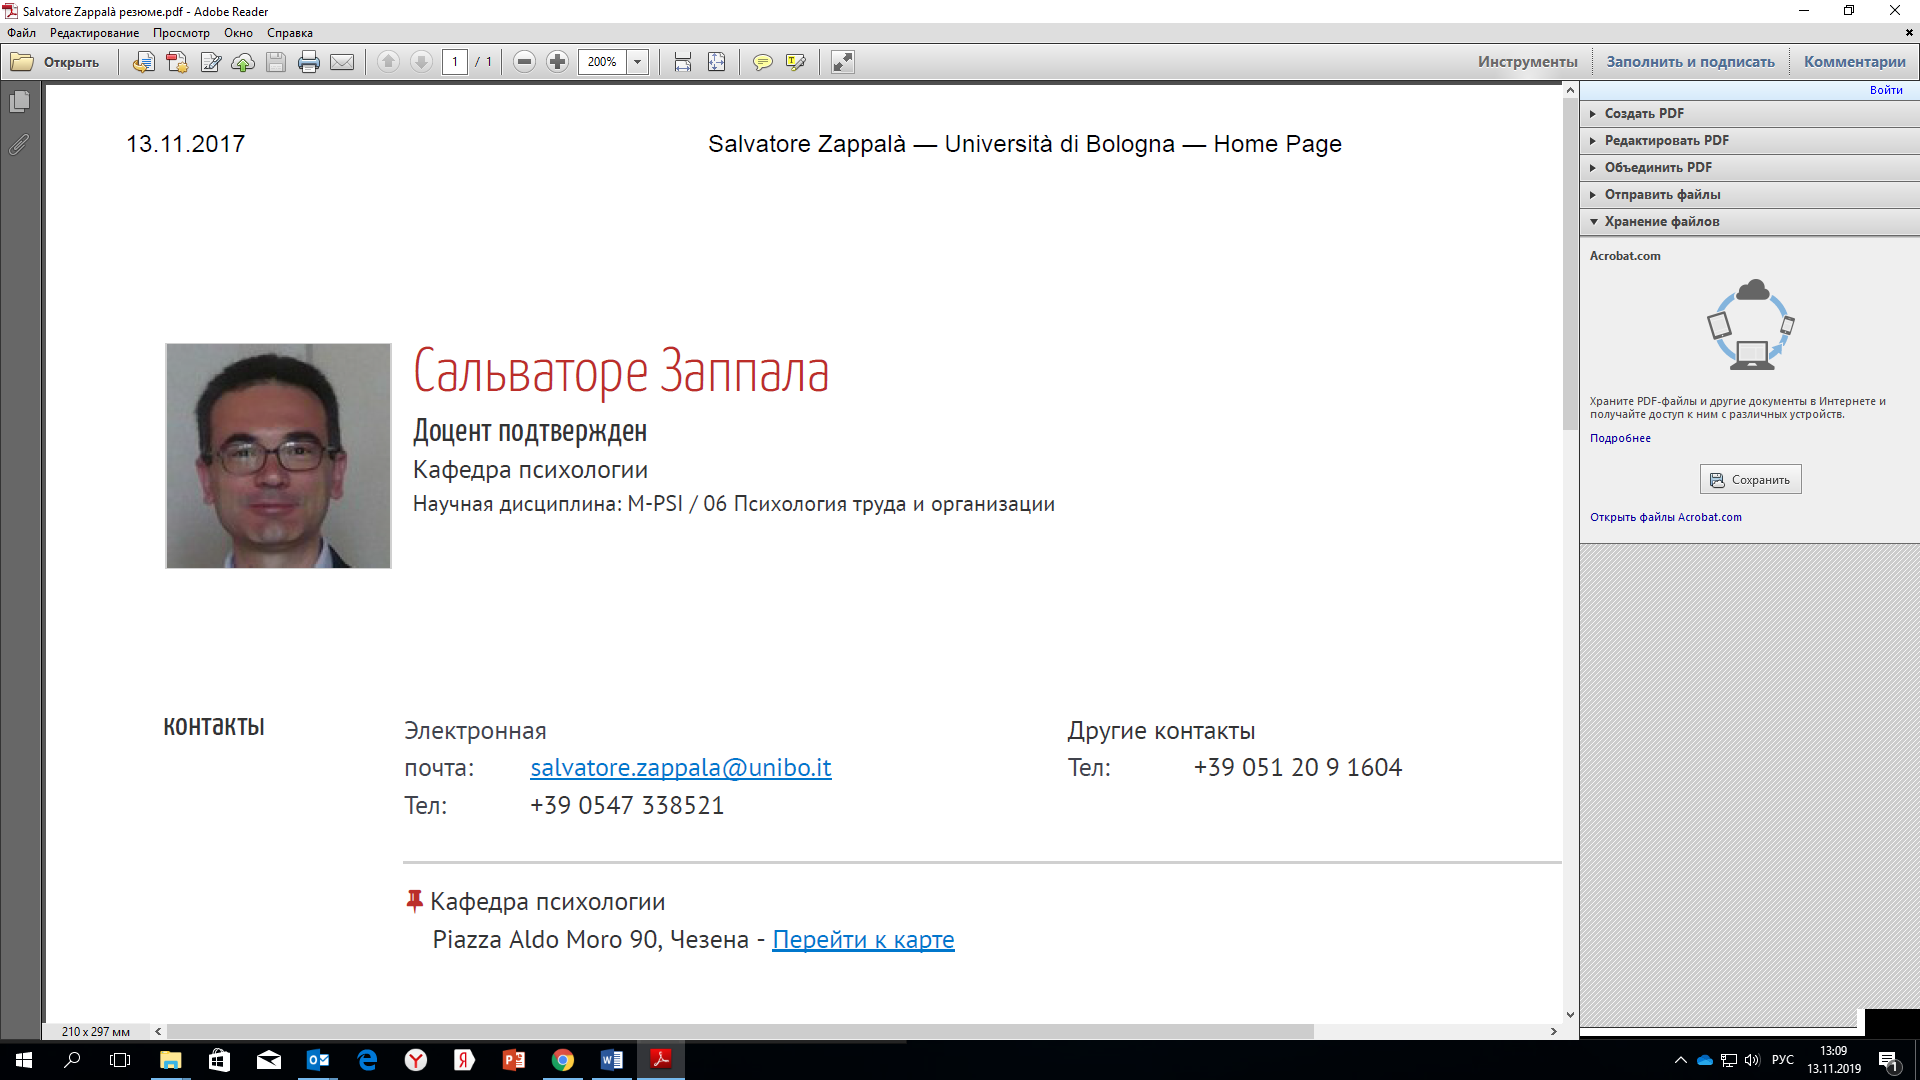 Salvatore Zappalà резюме.pdf - Adobe Reader
Файл Редактирование Просмотр Окно Справка
Открыть 1 / 1 200% Инструменты Заполнить и подписать Комментарии
Войти
Создать PDF
Редактировать PDF
Объединить PDF
Отправить файлы
Хранение файлов
Acrobat.com
Храните PDF-файлы и другие документы в Интернете и
получайте доступ к ним с различных устройств.
Подробнее
Сохранить
Открыть файлы Acrobat.com
13.11.2017 Salvatore Zappalà — Università di Bologna — Home Page
Сальваторе Заппала
Доцент подтвержден
Кафедра психологии
Научная дисциплина: M-PSI / 06 Психология труда и организации
контакты
Электронная
почта: salvatore.zappala@unibo.it
Тел: +39 0547 338521
Другие контакты
Тел: +39 051 20 9 1604
Кафедра психологии
Piazza Aldo Moro 90, Чезена - Перейти к карте
210 x 297 мм
РУС 13:09
13.11.2019
1